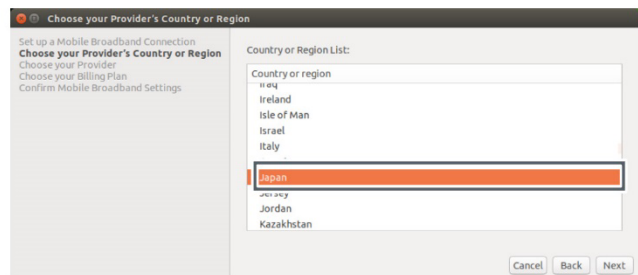 Choose your Provider's Country or Region
Set up a Mobile Broadband Connection
Choose your Provider's Country or Region
Choose your Provider
Choose your Billing Plan
Confirm Mobile Broadband Settings
Country or Region List:
Country or region
Iraq
Ireland
Isle of Man
Israel
Italy
Japan
Jersey
Jordan
Kazakhstan
Cancel Back Next